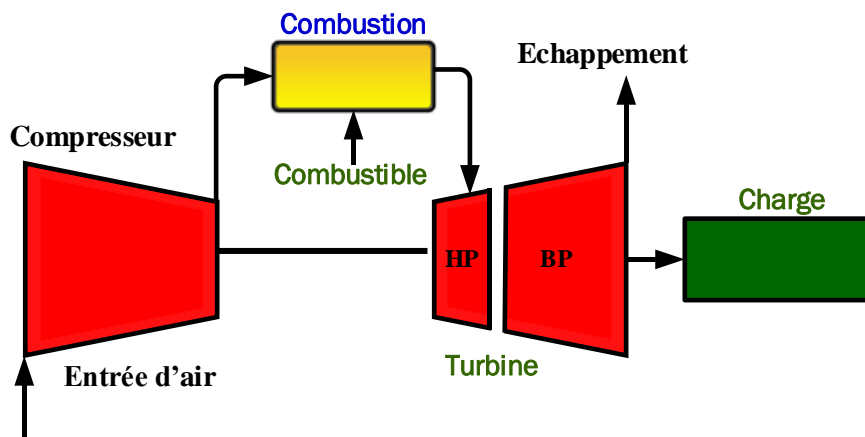 Combustion
Echappement
Compresseur
Combustible
Charge
HP
BP
Turbine
Entrée d'air